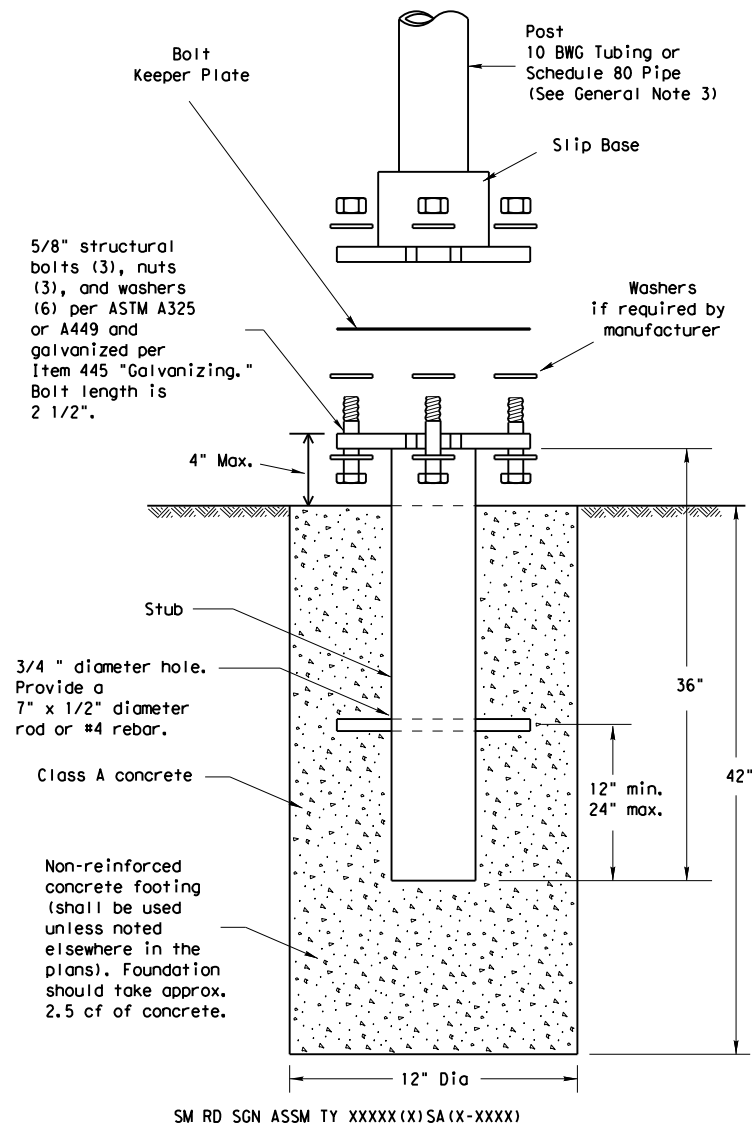 Bolt
Keeper Plate
Post
10 BWG Tubing or
Schedule 80 Pipe
(See General Note 3)
Slip Base
5/8" structural
bolts (3), nuts
(3), and washers
(6) per ASTM A325
or A449 and
galvanized per
Item 445 "Galvanizing."
Bolt length is
2 1/2".
Washers
if required by
manufacturer
4" Max.
Stub
3/4 " diameter hole.
Provide a
7" x 1/2" diameter
rod or #4 rebar.
36"
Class A concrete
12" min.
24" max.
42"
Non-reinforced
concrete footing
(shall be used
unless noted
elsewhere in the
plans). Foundation
should take approx.
2.5 cf of concrete.
12" Dia
SM RD SGN ASSM TY XXXXX(X)SA(X-XXXX)